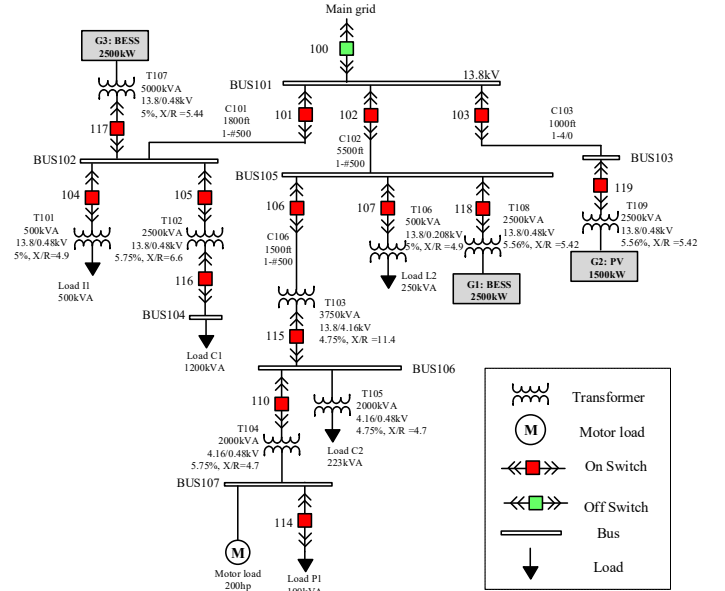 Main grid
100
13.8kV
BUS101
G3: BESS
2500kW
T107
5000kVA
13.8/0.48kV
5%, X/R =5.44
117
C101
1800ft
1-#500
101
102
103
C102
5500ft
1-#500
C103
1000ft
1-4/0
BUS102
BUS105
BUS103
104
105
106
107
118
119
T101
500kVA
13.8/0.48kV
5%, X/R=4.9
Load I1
500kVA
T102
2500kVA
13.8/0.48kV
5.75%, X/R=6.6
116
BUS104
Load C1
1200kVA
C106
1500ft
1-#500
T106
500kVA
13.8/0.208kV
5%, X/R =4.9
Load L2
250kVA
T108
2500kVA
13.8/0.48kV
5.56%, X/R =5.42
G1: BESS
2500kW
T109
2500kVA
13.8/0.48kV
5.56%, X/R =5.42
G2: PV
1500kW
T103
3750kVA
13.8/4.16kV
4.75%, X/R =11.4
115
BUS106
110
T104
2000kVA
4.16/0.48kV
5.75%, X/R=4.7
T105
2000kVA
4.16/0.48kV
4.75%, X/R =4.7
Load C2
223kVA
BUS107
114
M
Motor load
200hp
Load P1
Transformer
M
Motor load
On Switch
Off Switch
Bus
Load